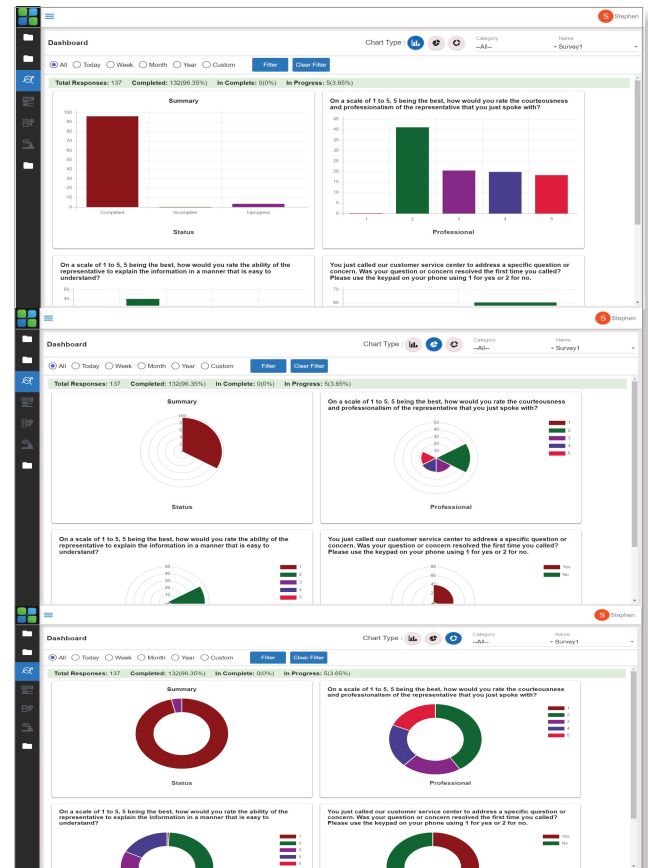 S Stephen
Dashboard
Chart Type :
Category
--All--
Name
Survey1
All Today Week Month Year Custom Filter Clear Filter
Total Responses: 137 Completed: 132(96.35%) In Complete: 0(0%) In Progress: 5(3.65%)
Summary
100
90
80
70
60
50
40
30
20
10
0
Completed Incomplete Inprogress
Status
On a scale of 1 to 5, 5 being the best, how would you rate the courteousness
and professionalism of the representative that you just spoke with?
45
40
35
30
25
20
15
10
5
0
1 2 3 4 5
Professional
On a scale of 1 to 5, 5 being the best, how would you rate the ability of the
representative to explain the information in a manner that is easy to
understand?
50
45
You just called our customer service center to address a specific question or
concern. Was your question or concern resolved the first time you called?
Please use the keypad on your phone using 1 for yes or 2 for no.
70
60
S Stephen
Dashboard
Chart Type :
Category
--All--
Name
Survey1
All Today Week Month Year Custom Filter Clear Filter
Total Responses: 137 Completed: 132(96.35%) In Complete: 0(0%) In Progress: 5(3.65%)
Summary
100
Status
On a scale of 1 to 5, 5 being the best, how would you rate the courteousness
and professionalism of the representative that you just spoke with?
50
40
30
20
10
1
2
3
4
5
Professional
On a scale of 1 to 5, 5 being the best, how would you rate the ability of the
representative to explain the information in a manner that is easy to
understand?
50
40
30
20
1
2
3
4
5
You just called our customer service center to address a specific question or
concern. Was your question or concern resolved the first time you called?
Please use the keypad on your phone using 1 for yes or 2 for no.
80
60
Yes
No
S Stephen
Dashboard
Chart Type :
Category
--All--
Name
Survey1
All Today Week Month Year Custom Filter Clear Filter
Total Responses: 137 Completed: 132(96.35%) In Complete: 0(0%) In Progress: 5(3.65%)
Summary
Status
On a scale of 1 to 5, 5 being the best, how would you rate the courteousness
and professionalism of the representative that you just spoke with?
1
2
3
4
5
Professional
On a scale of 1 to 5, 5 being the best, how would you rate the ability of the
representative to explain the information in a manner that is easy to
understand?
1
2
3
4
5
You just called our customer service center to address a specific question or
concern. Was your question or concern resolved the first time you called?
Please use the keypad on your phone using 1 for yes or 2 for no.
Yes
No